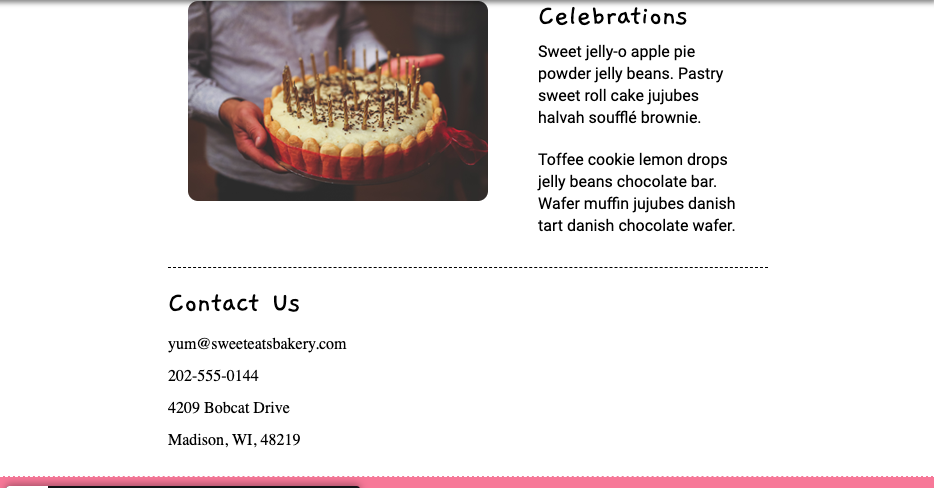 Celebrations
Sweet jelly-o apple pie
powder jelly beans. Pastry
sweet roll cake jujubes
halvah soufflé brownie.
Toffee cookie lemon drops
jelly beans chocolate bar.
Wafer muffin jujubes danish
tart danish chocolate wafer.
Contact Us
yum@sweeteatsbakery.com
202-555-0144
4209 Bobcat Drive
Madison, WI, 48219